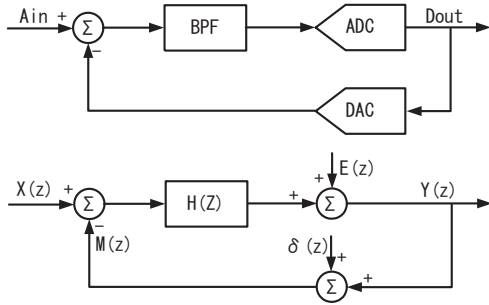 Ain + Σ BPF ADC Dout
−
DAC
E(z)
X(z) + Σ H(Z) + + Σ Y(z)
−
M(z) δ(z) +
Σ +